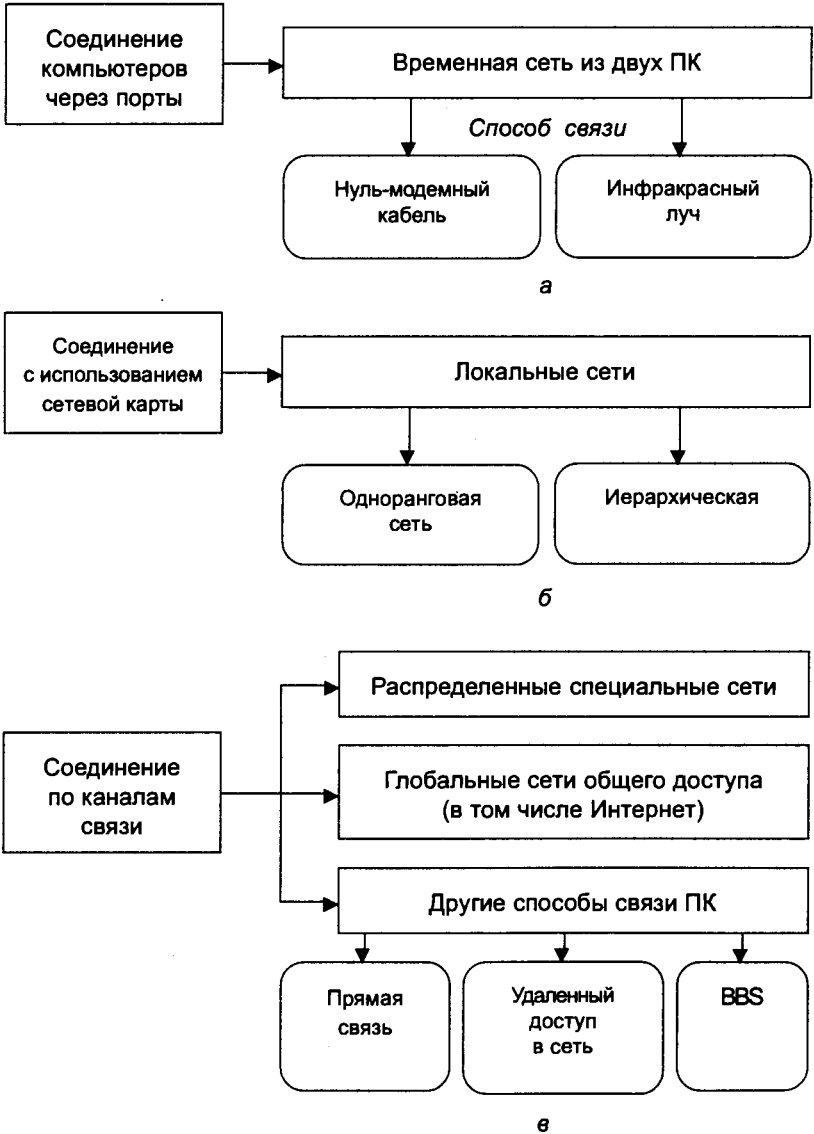 Соединение
компьютеров
через порты
Временная сеть из двух ПК
Способ связи
Нуль-модемный
кабель
Инфракрасный
луч
а
Соединение
с использованием
сетевой карты
Локальные сети
Одноранговая
сеть
Иерархическая
б
Соединение
по каналам
связи
Распределенные специальные сети
Глобальные сети общего доступа
(в том числе Интернет)
Другие способы связи ПК
Прямая
связь
Удаленный
доступ
в сеть
BBS
в